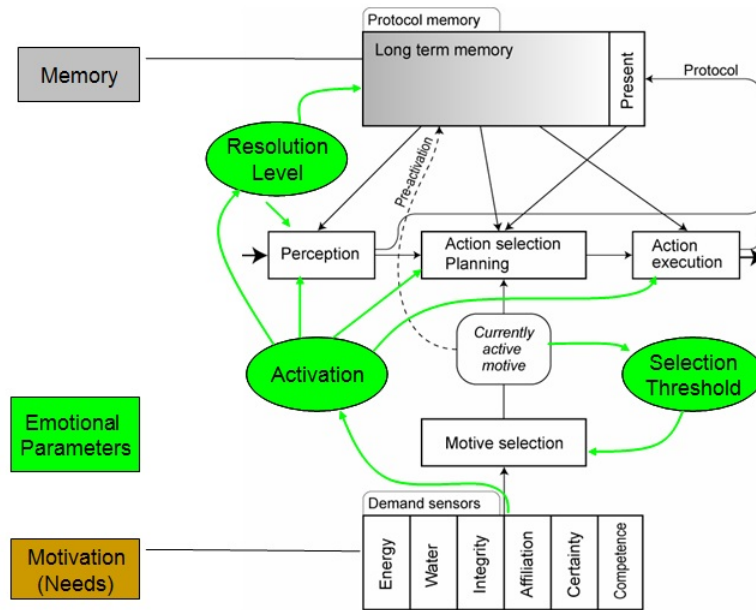 Protocol memory
Long term memory
Present
Memory
Protocol
Resolution
Level
Pre-activation
Perception
Action selection
Planning
Action
execution
Currently
active
motive
Activation
Selection
Threshold
Emotional
Parameters
Motive selection
Demand sensors
Motivation
(Needs)
Energy
Water
Integrity
Affiliation
Certainty
Competence